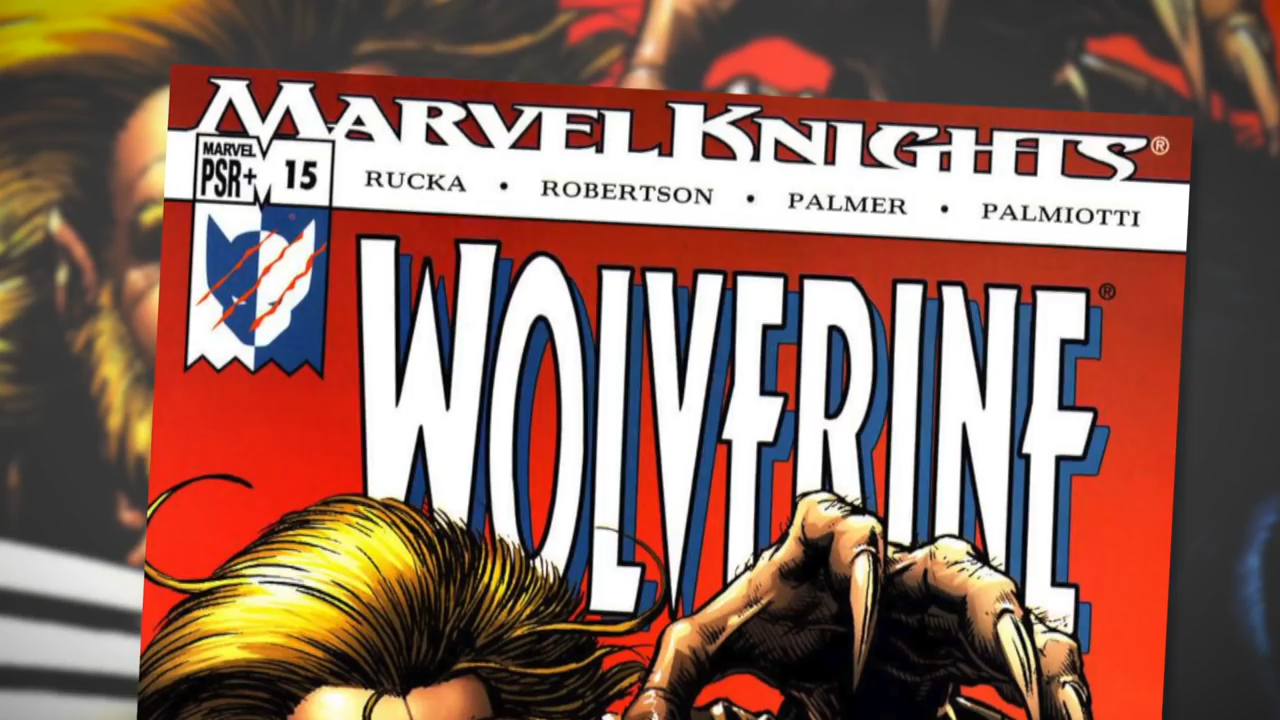 MARVEL KNIGHTS®
MARVEL
PSR+ 15
RUCKA • ROBERTSON • PALMER • PALMIOTTI
WOLVERINE®